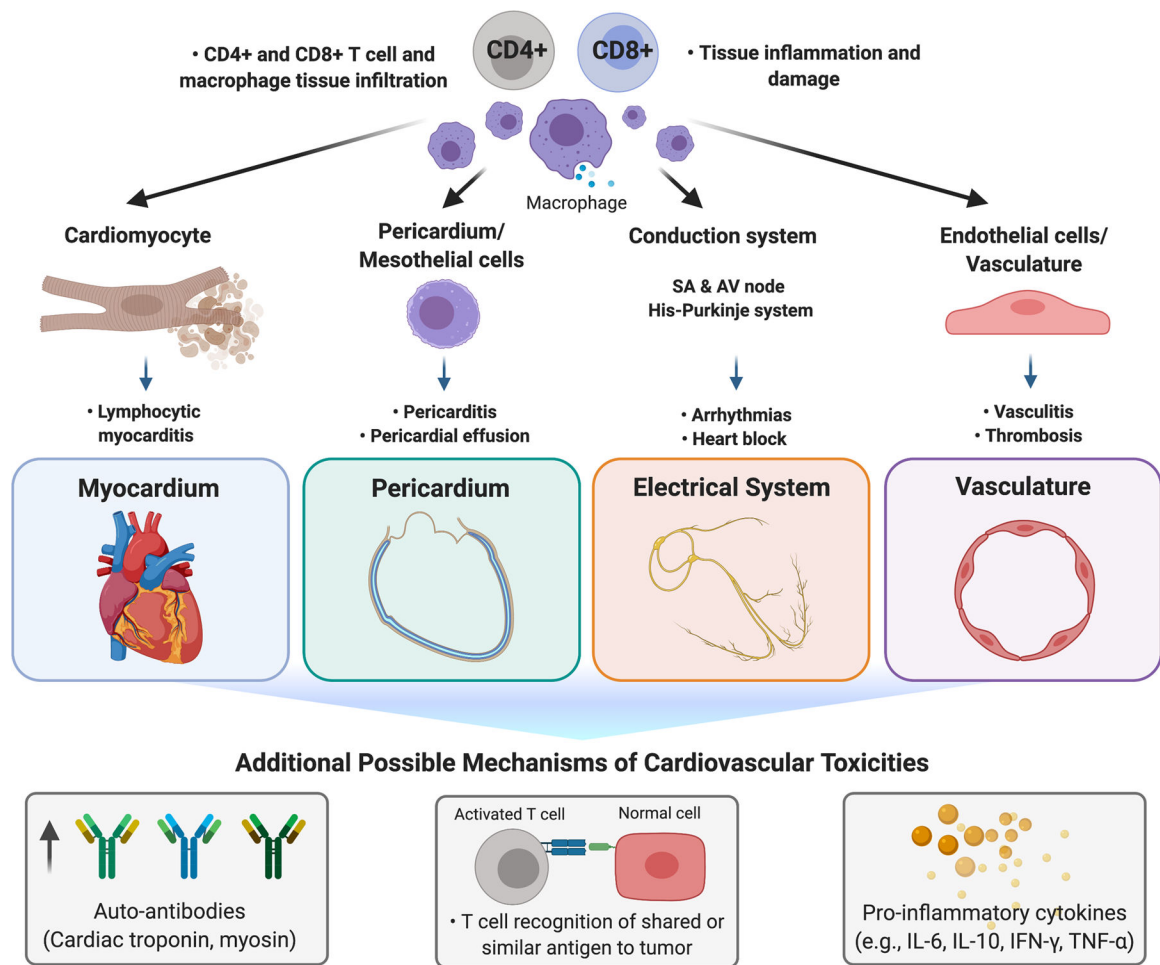 • CD4+ and CD8+ T cell and
macrophage tissue infiltration
CD4+
CD8+
• Tissue inflammation and
damage
Macrophage
Cardiomyocyte
Pericardium/
Mesothelial cells
Conduction system
SA & AV node
His-Purkinje system
Endothelial cells/
Vasculature
• Lymphocytic
myocarditis
• Pericarditis
• Pericardial effusion
• Arrhythmias
• Heart block
• Vasculitis
• Thrombosis
Myocardium
Pericardium
Electrical System
Vasculature
Additional Possible Mechanisms of Cardiovascular Toxicities
Auto-antibodies
(Cardiac troponin, myosin)
Activated T cell
Normal cell
• T cell recognition of shared or
similar antigen to tumor
Pro-inflammatory cytokines
(e.g., IL-6, IL-10, IFN-γ, TNF-α)